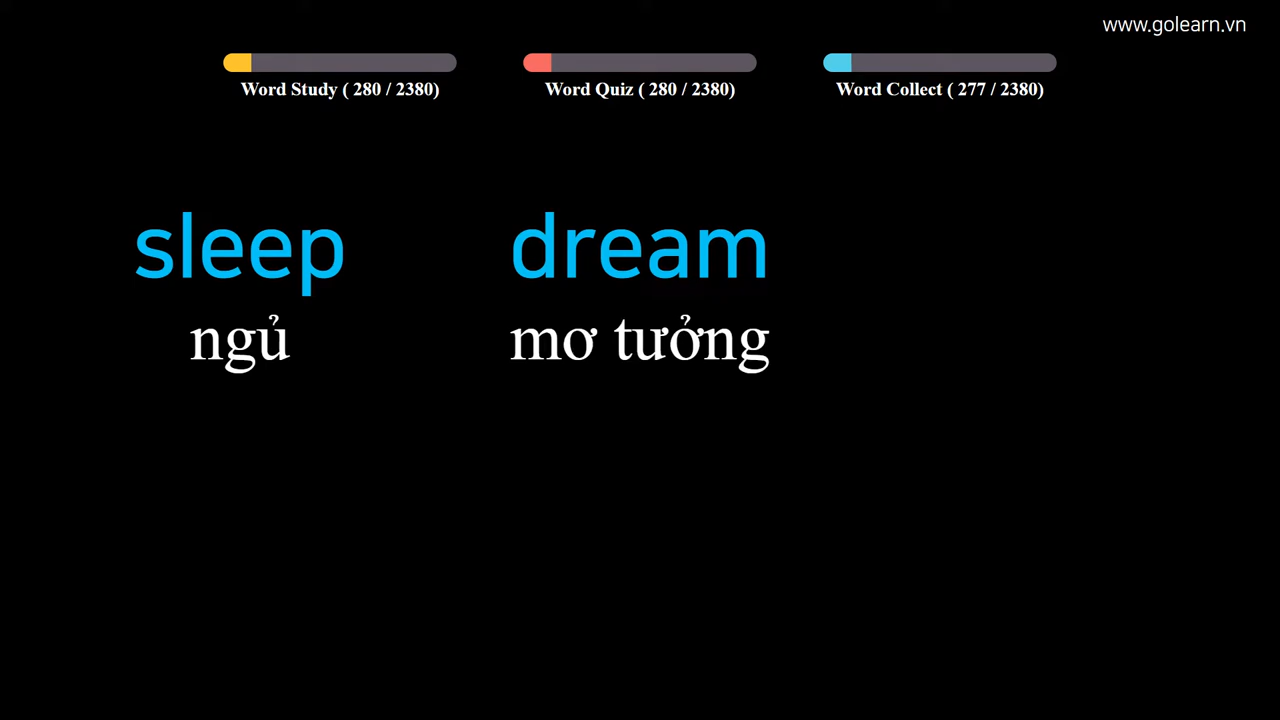 www.golearn.vn
Word Study ( 280 / 2380)
Word Quiz ( 280 / 2380)
Word Collect ( 277 / 2380)
sleep
ngủ
dream
mơ tưởng